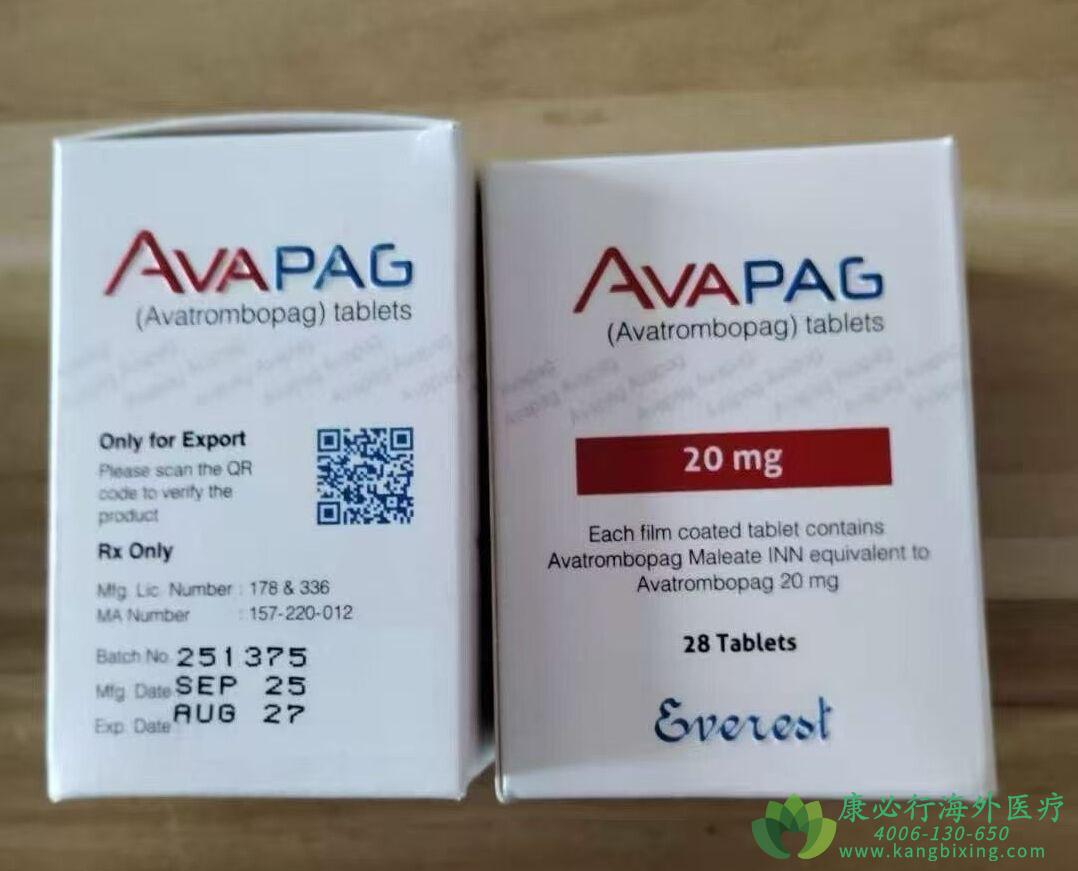 AVAPAG
(Avatrombopag) tablets
Only for Export
Please scan the QR
code to verify the
product
Rx Only
Mfg. Lic. Number : 178 & 336
MA Number : 157-220-012
Batch No. 251375
Mfg. Date SEP 25
Exp. Date AUG 27
AVAPAG
(Avatrombopag) tablets
20 mg
Each film coated tablet contains
Avatrombopag Maleate INN equivalent to
Avatrombopag 20 mg
28 Tablets
Everest
康必行海外医疗
4006-130-650
www.kangbixing.com